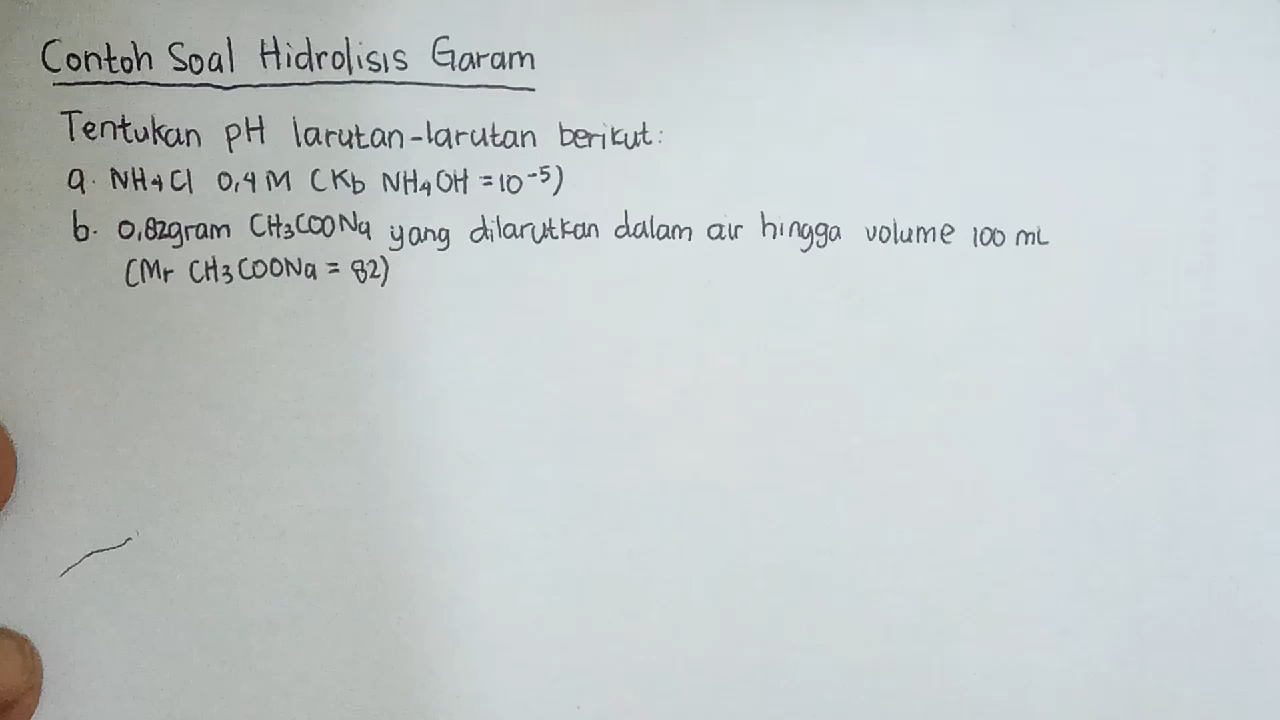 Contoh Soal Hidrolisis Garam
Tentukan pH larutan-larutan berikut:
a. NH4Cl 0,4 M (Kb NH4OH = 10-5)
b. 0,82gram CH3COONa yang dilarutkan dalam air hingga volume 100 mL
(Mr CH3COONa = 82)